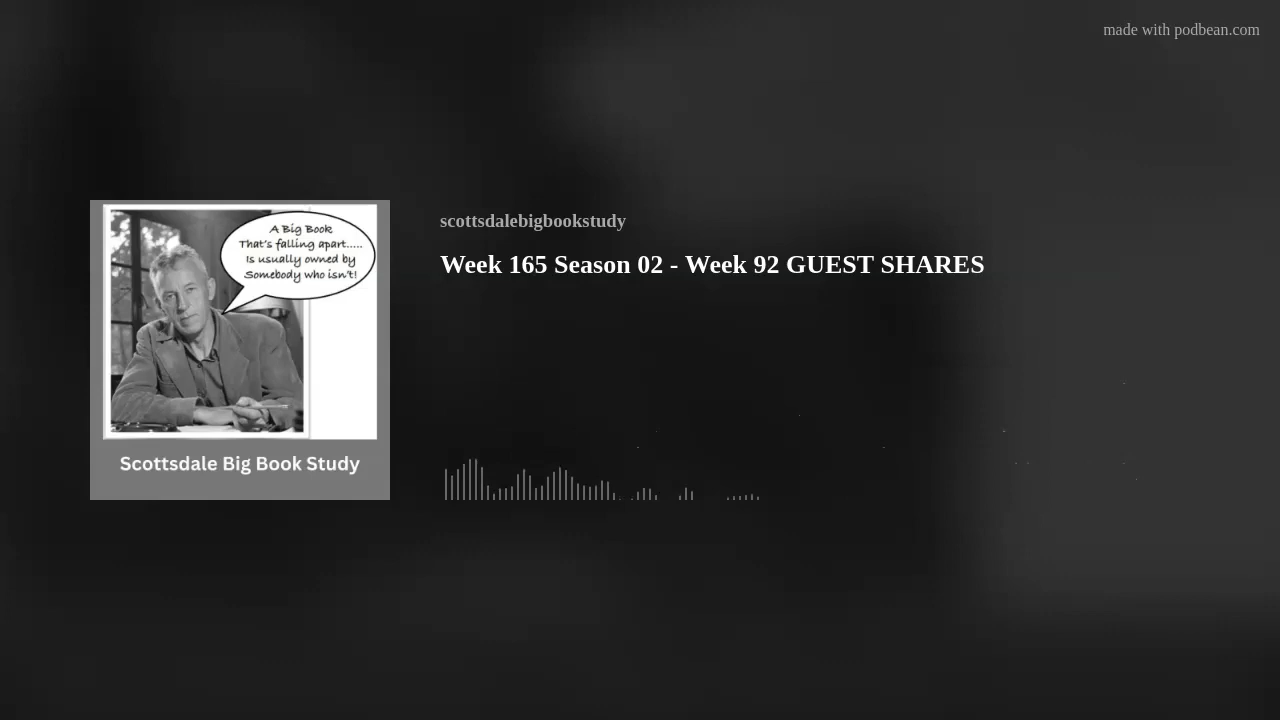 made with podbean.com
A Big Book
That's falling apart.....
Is usually owned by
Somebody who isn't!
Scottsdale Big Book Study
scottsdalebigbookstudy
Week 165 Season 02 - Week 92 GUEST SHARES